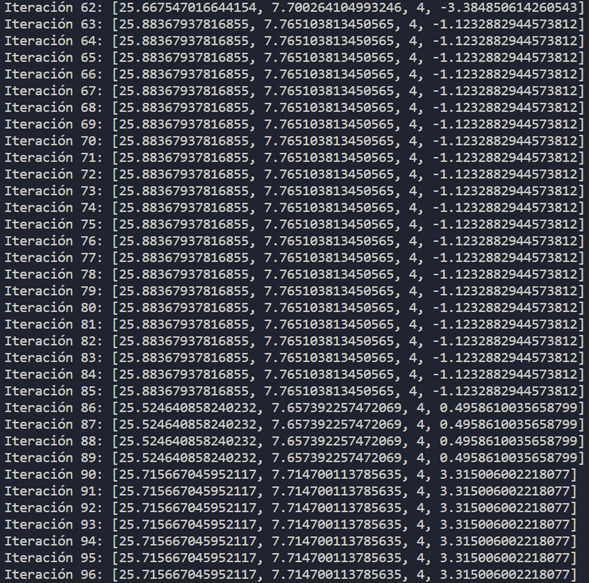 Iteración 62: [25.667547016644154, 7.700264104993246, 4, -3.384850614260543]
Iteración 63: [25.88367937816855, 7.765103813450565, 4, -1.1232882944573812]
Iteración 64: [25.88367937816855, 7.765103813450565, 4, -1.1232882944573812]
Iteración 65: [25.88367937816855, 7.765103813450565, 4, -1.1232882944573812]
Iteración 66: [25.88367937816855, 7.765103813450565, 4, -1.1232882944573812]
Iteración 67: [25.88367937816855, 7.765103813450565, 4, -1.1232882944573812]
Iteración 68: [25.88367937816855, 7.765103813450565, 4, -1.1232882944573812]
Iteración 69: [25.88367937816855, 7.765103813450565, 4, -1.1232882944573812]
Iteración 70: [25.88367937816855, 7.765103813450565, 4, -1.1232882944573812]
Iteración 71: [25.88367937816855, 7.765103813450565, 4, -1.1232882944573812]
Iteración 72: [25.88367937816855, 7.765103813450565, 4, -1.1232882944573812]
Iteración 73: [25.88367937816855, 7.765103813450565, 4, -1.1232882944573812]
Iteración 74: [25.88367937816855, 7.765103813450565, 4, -1.1232882944573812]
Iteración 75: [25.88367937816855, 7.765103813450565, 4, -1.1232882944573812]
Iteración 76: [25.88367937816855, 7.765103813450565, 4, -1.1232882944573812]
Iteración 77: [25.88367937816855, 7.765103813450565, 4, -1.1232882944573812]
Iteración 78: [25.88367937816855, 7.765103813450565, 4, -1.1232882944573812]
Iteración 79: [25.88367937816855, 7.765103813450565, 4, -1.1232882944573812]
Iteración 80: [25.88367937816855, 7.765103813450565, 4, -1.1232882944573812]
Iteración 81: [25.88367937816855, 7.765103813450565, 4, -1.1232882944573812]
Iteración 82: [25.88367937816855, 7.765103813450565, 4, -1.1232882944573812]
Iteración 83: [25.88367937816855, 7.765103813450565, 4, -1.1232882944573812]
Iteración 84: [25.88367937816855, 7.765103813450565, 4, -1.1232882944573812]
Iteración 85: [25.88367937816855, 7.765103813450565, 4, -1.1232882944573812]
Iteración 86: [25.524640858240232, 7.657392257472069, 4, 0.4958610035658799]
Iteración 87: [25.524640858240232, 7.657392257472069, 4, 0.4958610035658799]
Iteración 88: [25.524640858240232, 7.657392257472069, 4, 0.4958610035658799]
Iteración 89: [25.524640858240232, 7.657392257472069, 4, 0.4958610035658799]
Iteración 90: [25.715667045952117, 7.714700113785635, 4, 3.315006002218077]
Iteración 91: [25.715667045952117, 7.714700113785635, 4, 3.315006002218077]
Iteración 92: [25.715667045952117, 7.714700113785635, 4, 3.315006002218077]
Iteración 93: [25.715667045952117, 7.714700113785635, 4, 3.315006002218077]
Iteración 94: [25.715667045952117, 7.714700113785635, 4, 3.315006002218077]
Iteración 95: [25.715667045952117, 7.714700113785635, 4, 3.315006002218077]
Iteración 96: [25.715667045952117, 7.714700113785635, 4, 3.315006002218077]